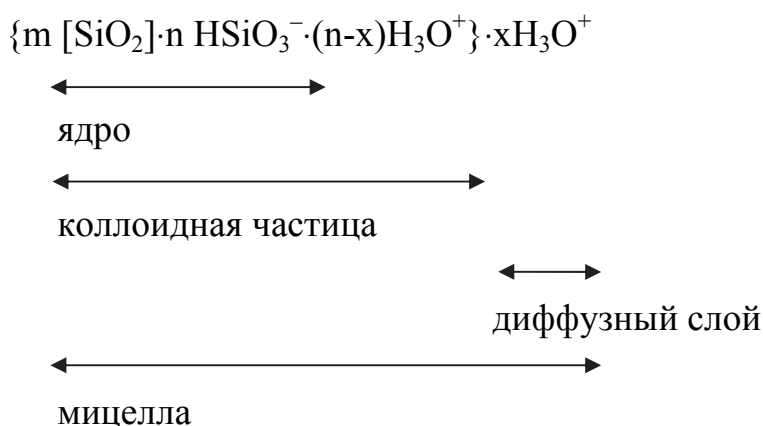 {m [SiO₂]·n HSiO₃⁻·(n-x)H₃O⁺}·xH₃O⁺
ядро
коллоидная частица
диффузный слой
мицелла